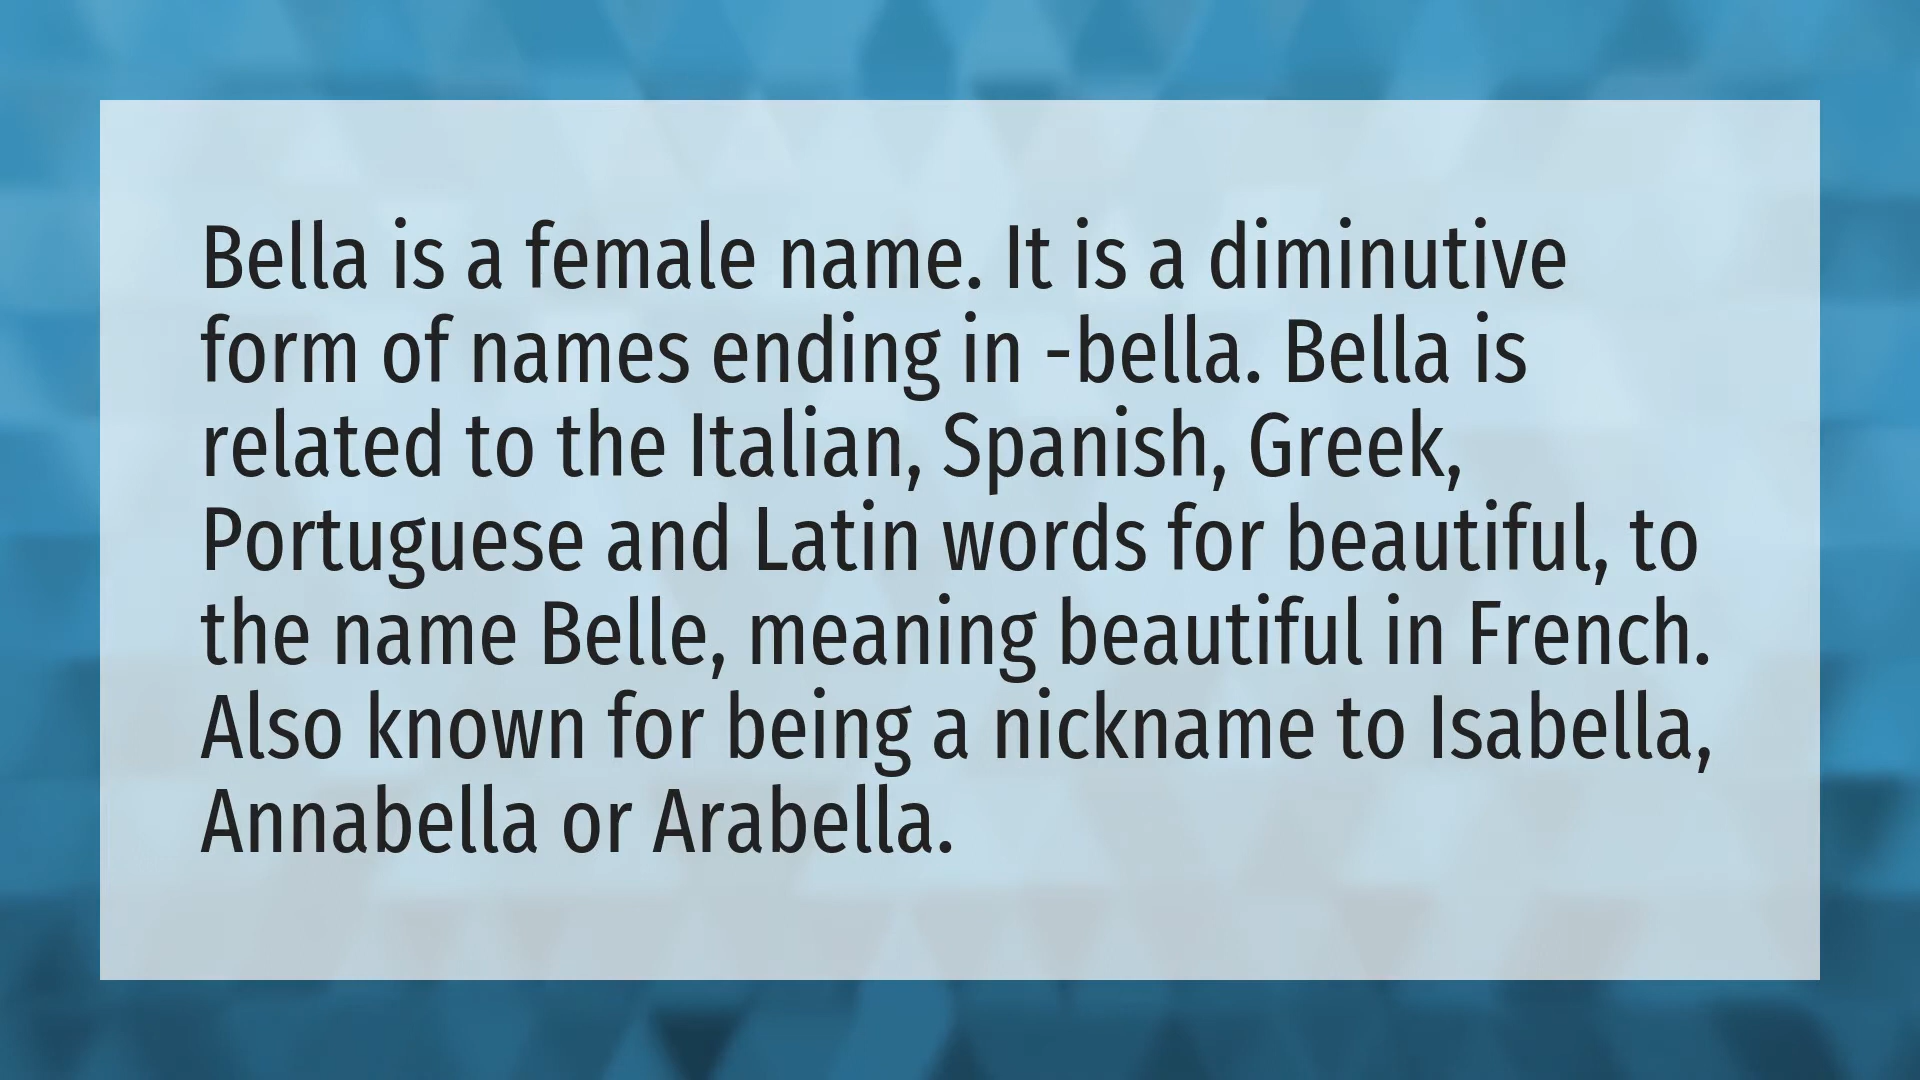 Bella is a female name. It is a diminutive
form of names ending in -bella. Bella is
related to the Italian, Spanish, Greek,
Portuguese and Latin words for beautiful, to
the name Belle, meaning beautiful in French.
Also known for being a nickname to Isabella,
Annabella or Arabella.